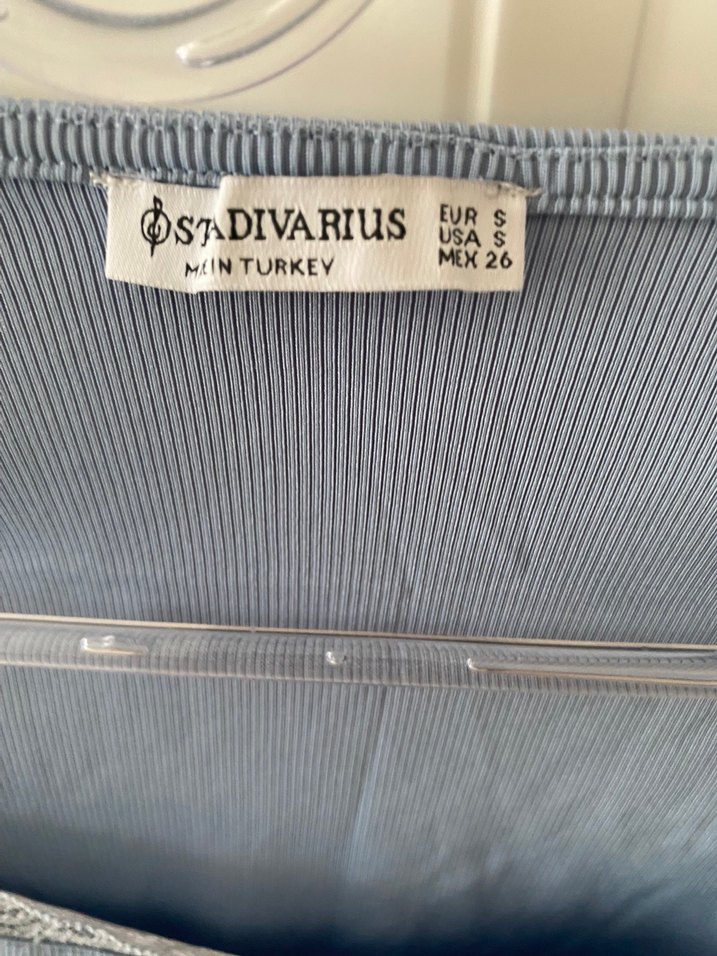 STADIVARIUS
M IN TURKEY
EUR S
USA S
MEX 26